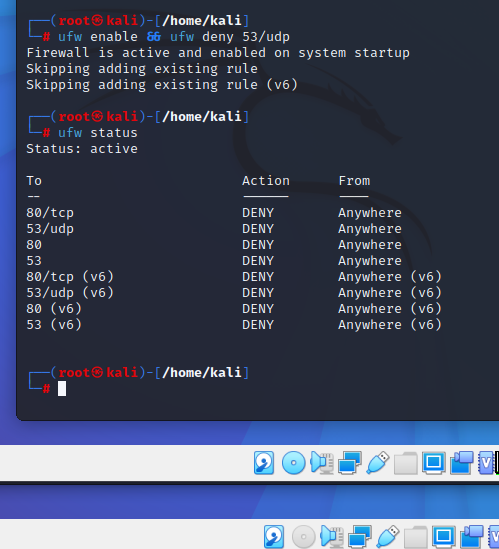 ┌──(root㉿kali)-[/home/kali]
└─# ufw enable && ufw deny 53/udp
Firewall is active and enabled on system startup
Skipping adding existing rule
Skipping adding existing rule (v6)
┌──(root㉿kali)-[/home/kali]
└─# ufw status
Status: active
To Action From
-- ------ ----
80/tcp DENY Anywhere
53/udp DENY Anywhere
80 DENY Anywhere
53 DENY Anywhere
80/tcp (v6) DENY Anywhere (v6)
53/udp (v6) DENY Anywhere (v6)
80 (v6) DENY Anywhere (v6)
53 (v6) DENY Anywhere (v6)
┌──(root㉿kali)-[/home/kali]
└─#